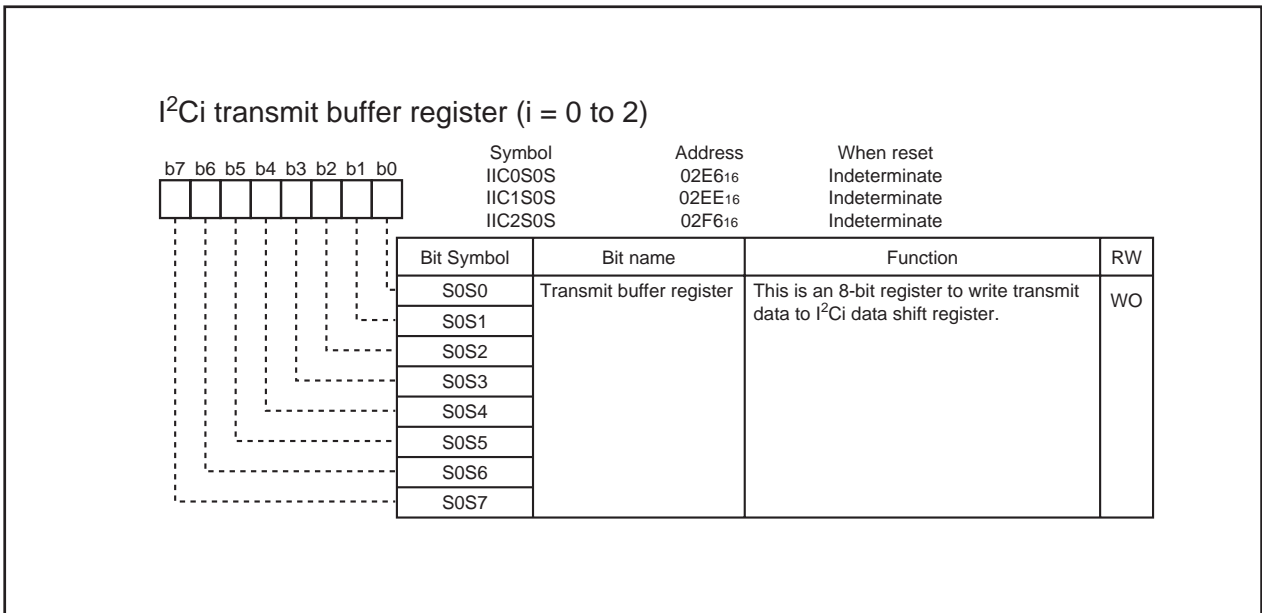 I²Ci transmit buffer register (i = 0 to 2)
b7 b6 b5 b4 b3 b2 b1 b0
Symbol Address When reset
IIC0S0S 02E6₁₆ Indeterminate
IIC1S0S 02EE₁₆ Indeterminate
IIC2S0S 02F6₁₆ Indeterminate
Bit Symbol Bit name Function RW
S0S0 Transmit buffer register This is an 8-bit register to write transmit WO
S0S1 data to I²Ci data shift register.
S0S2
S0S3
S0S4
S0S5
S0S6
S0S7